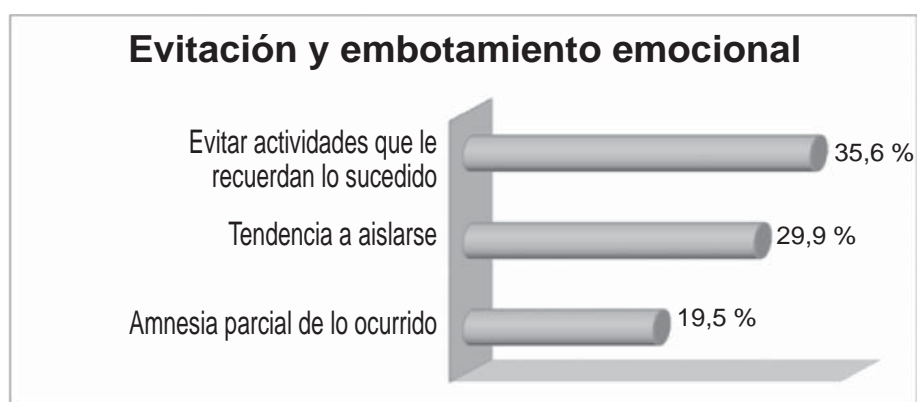 Evitación y embotamiento emocional
Evitar actividades que le
recuerdan lo sucedido
35,6 %
Tendencia a aislarse
29,9 %
Amnesia parcial de lo ocurrido
19,5 %